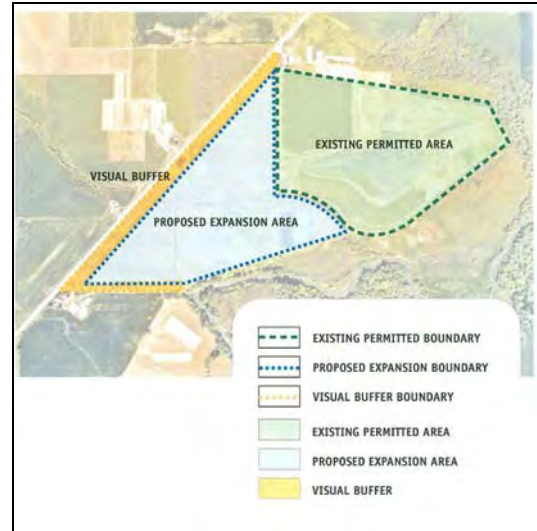 EXISTING PERMITTED AREA
VISUAL BUFFER
PROPOSED EXPANSION AREA
EXISTING PERMITTED BOUNDARY
PROPOSED EXPANSION BOUNDARY
VISUAL BUFFER BOUNDARY
EXISTING PERMITTED AREA
PROPOSED EXPANSION AREA
VISUAL BUFFER